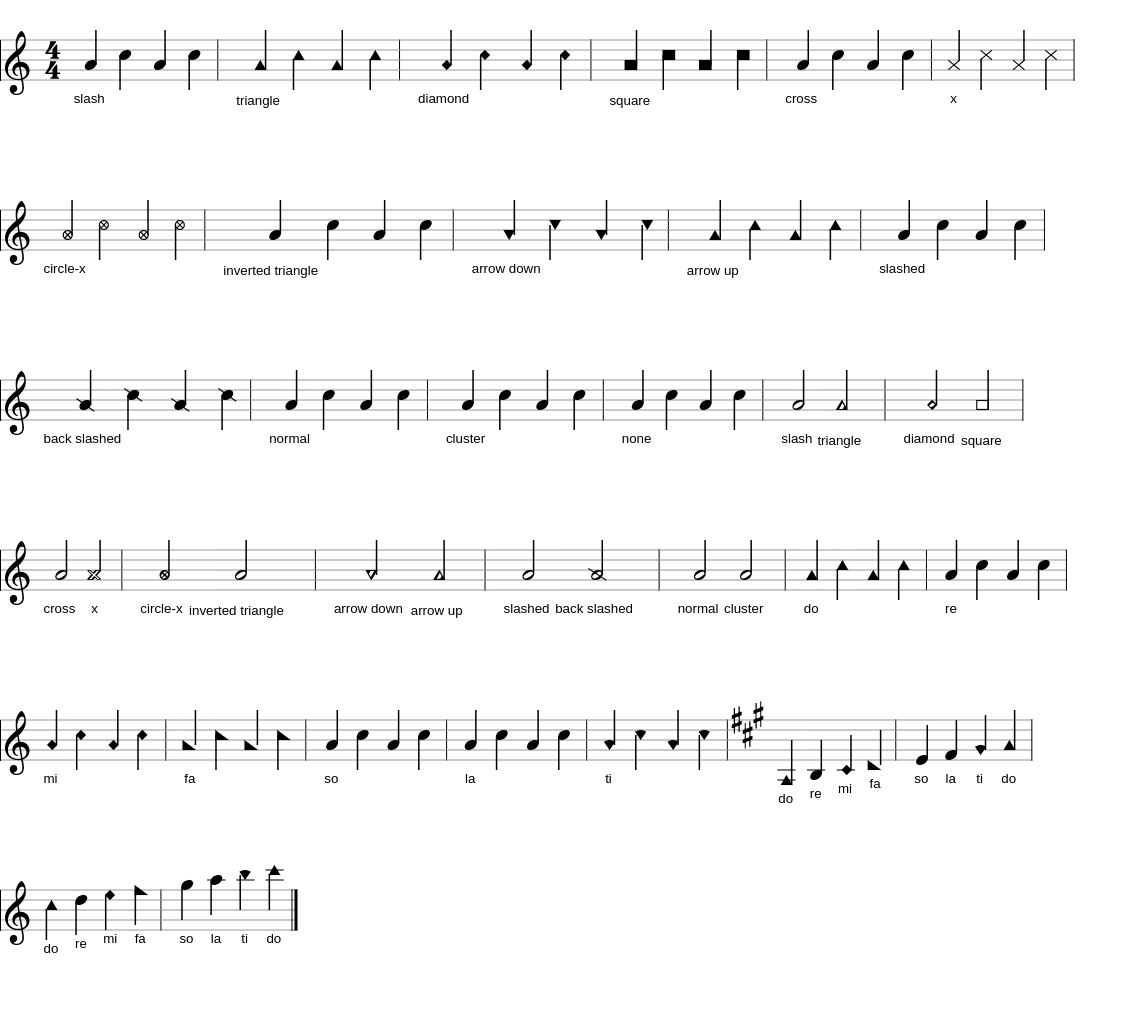 4
4
slash triangle diamond square cross x
circle-x inverted triangle arrow down arrow up slashed
back slashed normal cluster none slash triangle diamond square
cross x circle-x inverted triangle arrow down arrow up slashed back slashed normal cluster do re
mi fa so la ti do re mi fa so la ti do
do re mi fa so la ti do